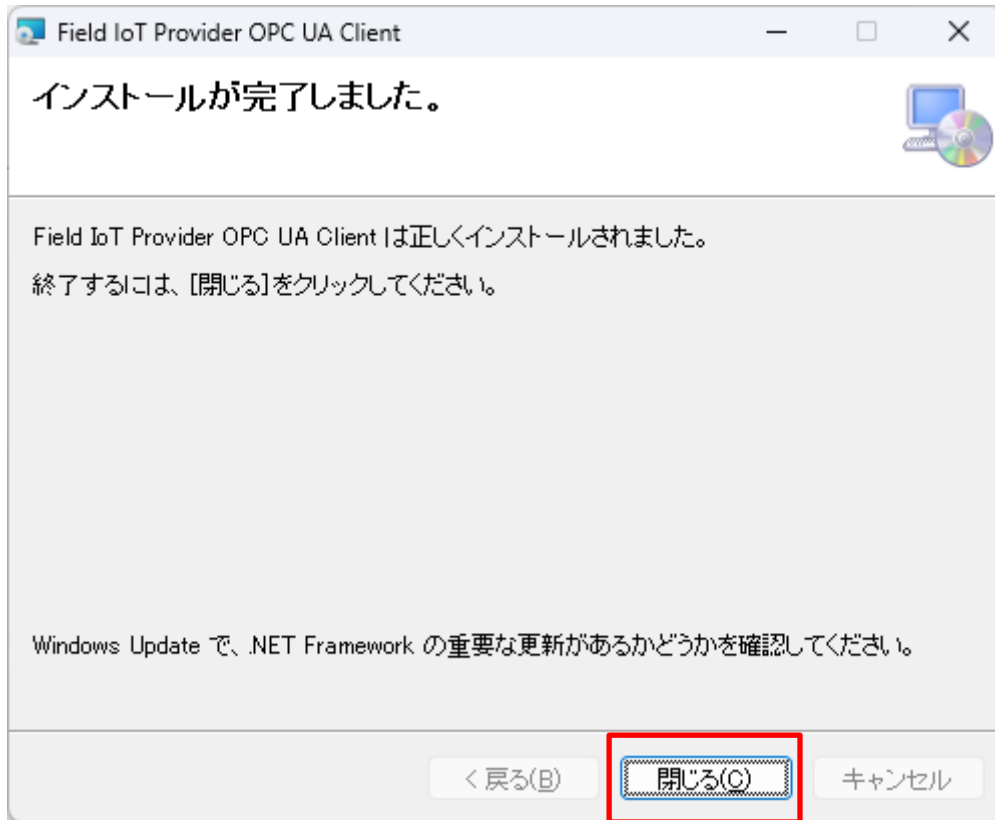 Field IoT Provider OPC UA Client
インストールが完了しました。
Field IoT Provider OPC UA Client は正しくインストールされました。
終了するには、[閉じる]をクリックしてください。
Windows Update で、.NET Framework の重要な更新があるかどうかを確認してください。
< 戻る(B)
閉じる(C)
キャンセル